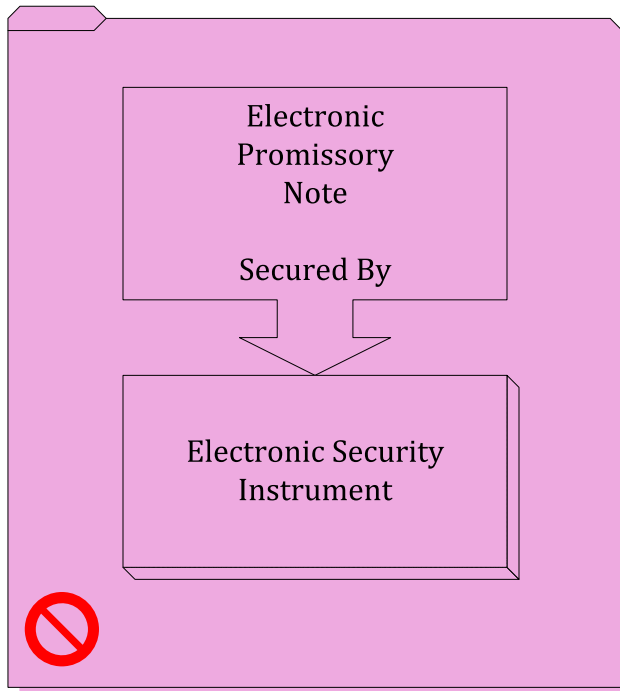 Electronic
Promissory
Note
Secured By
Electronic Security
Instrument